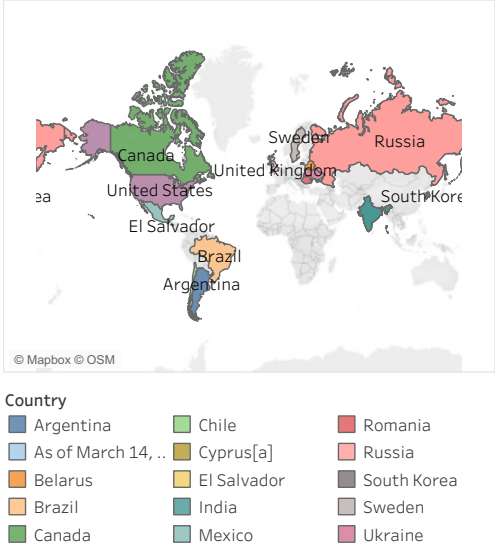 Sweden
Russia
Canada
United Kingdom
United States
ea
South Kore
El Salvador
Brazil
Argentina
© Mapbox © OSM
Country
Argentina Chile Romania
As of March 14, .. Cyprus[a] Russia
Belarus El Salvador South Korea
Brazil India Sweden
Canada Mexico Ukraine